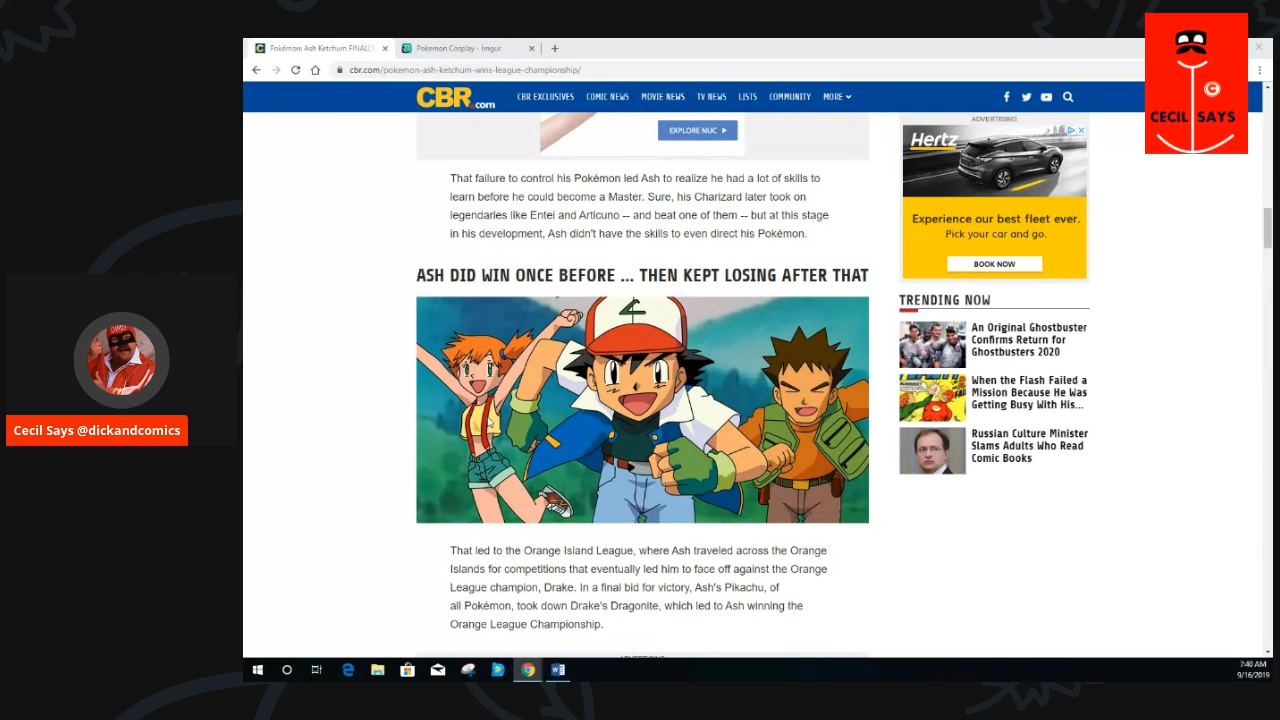 Pokémon: Ash Ketchum FINALL
Pokemon Cosplay - Imgur
cbr.com/pokemon-ash-ketchum-wins-league-championship/
CBR.com
CBR EXCLUSIVES COMIC NEWS MOVIE NEWS TV NEWS LISTS COMMUNITY MORE
CECIL SAYS
EXPLORE NUC
That failure to control his Pokémon led Ash to realize he had a lot of skills to
learn before he could become a Master. Sure, his Charizard later took on
legendaries like Entei and Articuno -- and beat one of them -- but at this stage
in his development, Ash didn't have the skills to even direct his Pokémon.
ASH DID WIN ONCE BEFORE ... THEN KEPT LOSING AFTER THAT
That led to the Orange Island League, where Ash traveled across the Orange
Islands for competitions that eventually led him to face off against the Orange
League champion, Drake. In a final bid for victory, Ash's Pikachu, of
all Pokémon, took down Drake's Dragonite, which led to Ash winning the
Orange League Championship.
ADVERTISING
Hertz
Experience our best fleet ever.
Pick your car and go.
BOOK NOW
TRENDING NOW
An Original Ghostbuster
Confirms Return for
Ghostbusters 2020
When the Flash Failed a
Mission Because He Was
Getting Busy With His...
Russian Culture Minister
Slams Adults Who Read
Comic Books
Cecil Says @dickandcomics
7:40 AM
9/16/2019